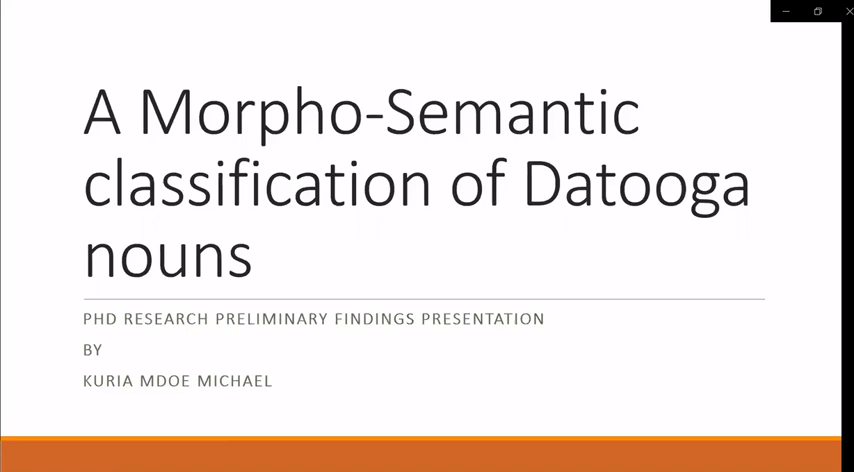 A Morpho-Semantic
classification of Datooga
nouns
PHD RESEARCH PRELIMINARY FINDINGS PRESENTATION
BY
KURIA MDOE MICHAEL